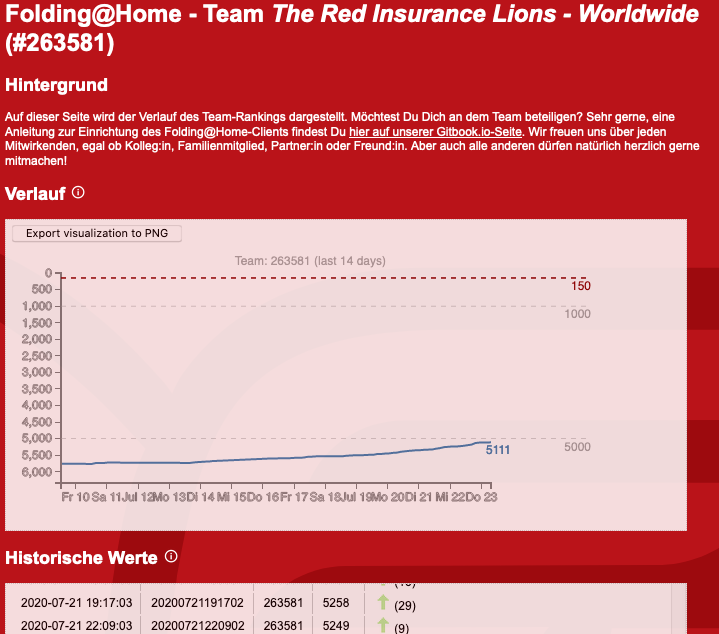 Folding@Home - Team The Red Insurance Lions - Worldwide
(#263581)
Hintergrund
Auf dieser Seite wird der Verlauf des Team-Rankings dargestellt. Möchtest Du Dich an dem Team beteiligen? Sehr gerne, eine
Anleitung zur Einrichtung des Folding@Home-Clients findest Du hier auf unserer Gitbook.io-Seite. Wir freuen uns über jeden
Mitwirkenden, egal ob Kolleg:in, Familienmitglied, Partner:in oder Freund:in. Aber auch alle anderen dürfen natürlich herzlich gerne
mitmachen!
Verlauf
Export visualization to PNG
Team: 263581 (last 14 days)
0
150
500
1,000
1000
1,500
2,000
2,500
3,000
3,500
4,000
4,500
5,000
5000
5111
5,500
6,000
Fr 10 Sa 11 Jul 12 Mo 13 Di 14 Mi 15 Do 16 Fr 17 Sa 18 Jul 19 Mo 20 Di 21 Mi 22 Do 23
Historische Werte
2020-07-21 19:17:03 20200721191702 263581 5258 (29)
2020-07-21 22:09:03 20200721220902 263581 5249 (9)